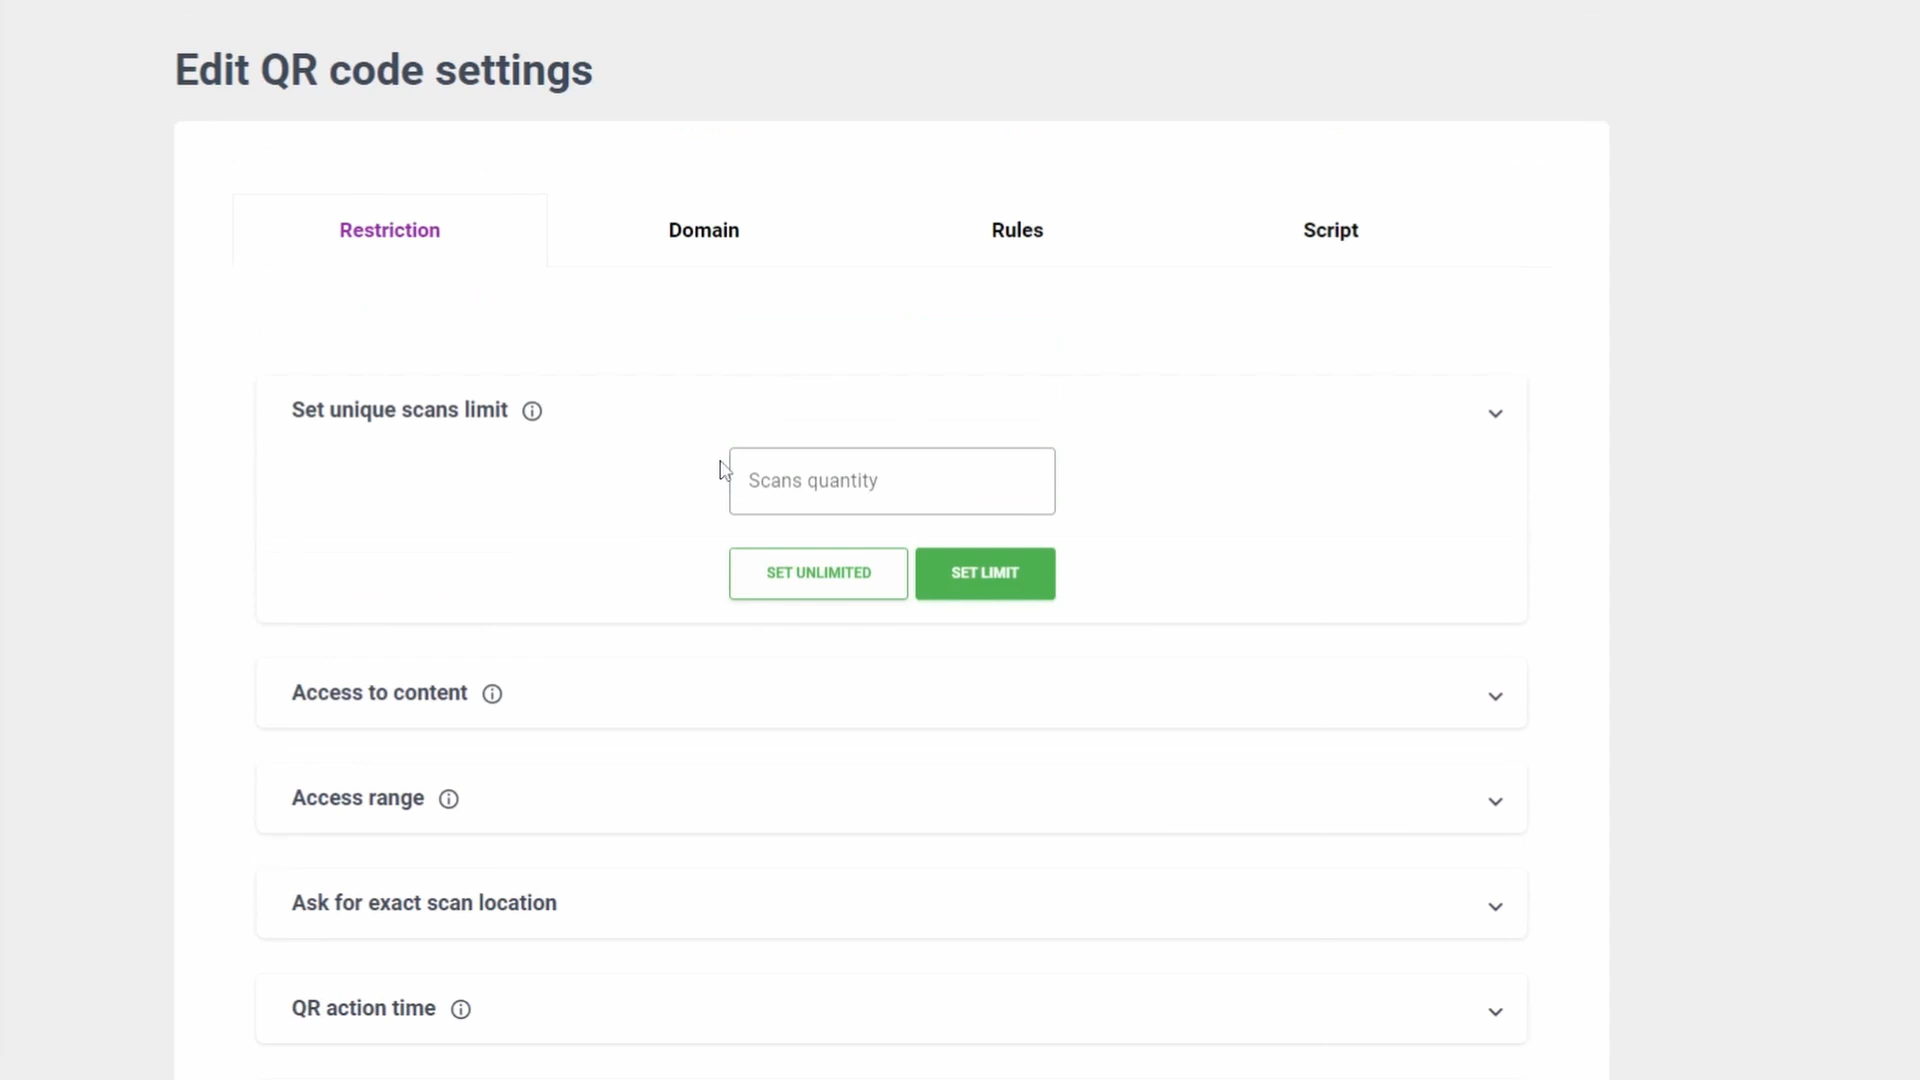 Edit QR code settings
Restriction
Domain
Rules
Script
Set unique scans limit
Scans quantity
SET UNLIMITED
SET LIMIT
Access to content
Access range
Ask for exact scan location
QR action time